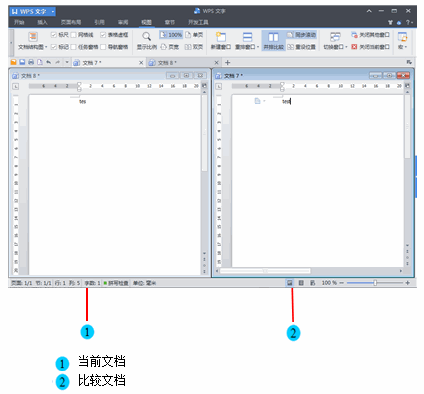 WPS 文字 文档 7 *
开始 插入 页面布局 引用 审阅 视图 章节 开发工具
文档结构图 标尺 网格线 表格虚框 显示比例 100% 单页 新建窗口 重排窗口 并排比较 同步滚动 切换窗口 关闭其他窗口 宏
标记 任务窗格 导航窗格 页宽 双页 重设位置 关闭当前窗口
文档 7 * 文档 8 *
文档 8 * 文档 7 *
tes test
页面: 1/1 节: 1/1 行: 1 列: 5 字数: 1 拼写检查 单位: 厘米 100 %
1 2
1 当前文档
2 比较文档